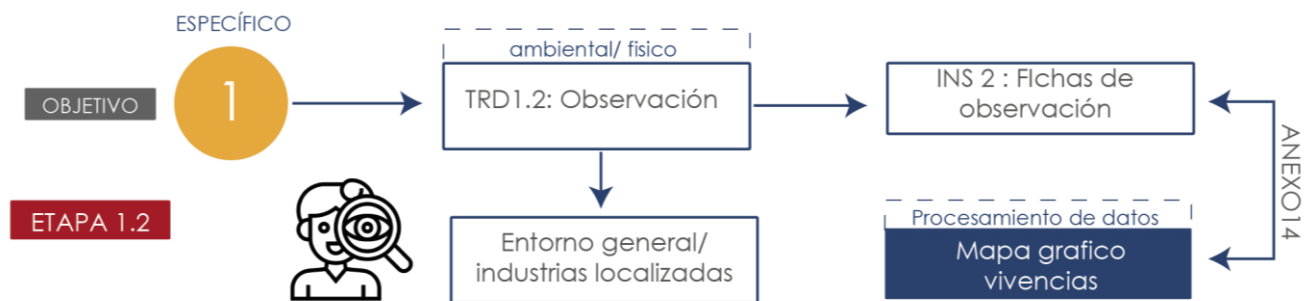 ESPECÍFICO
OBJETIVO
1
ambiental/ fisico
TRD1.2: Observación
INS 2 : FIchas de
observación
ANEXO14
ETAPA 1.2
Entorno general/
industrias localizadas
Procesamiento de datos
Mapa grafico
vivencias